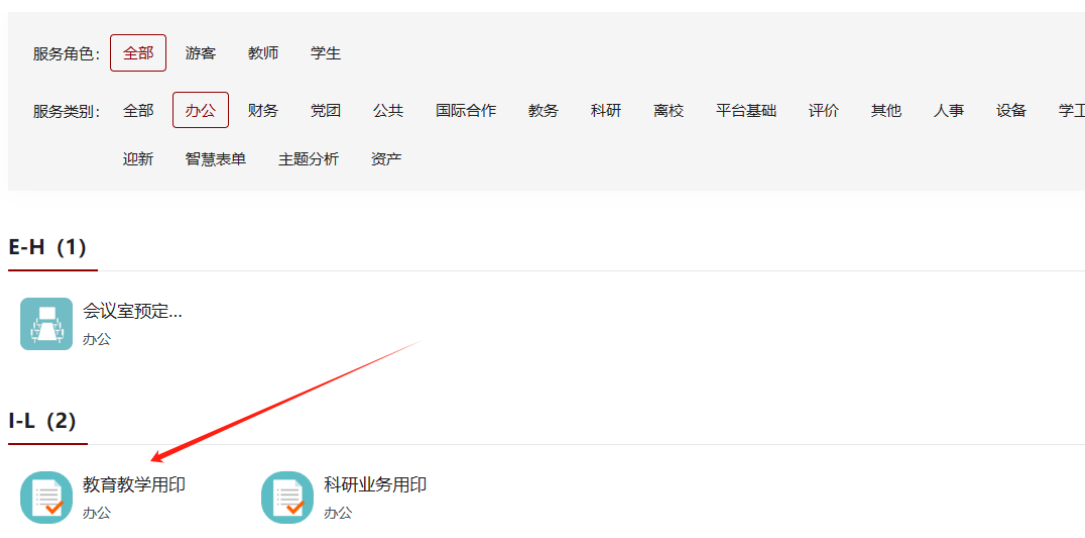 服务角色: 全部 游客 教师 学生
服务类别: 全部 办公 财务 党团 公共 国际合作 教务 科研 离校 平台基础 评价 其他 人事 设备 学工
迎新 智慧表单 主题分析 资产
E-H（1）
会议室预定...
办公
I-L（2）
教育教学用印 科研业务用印
办公 办公